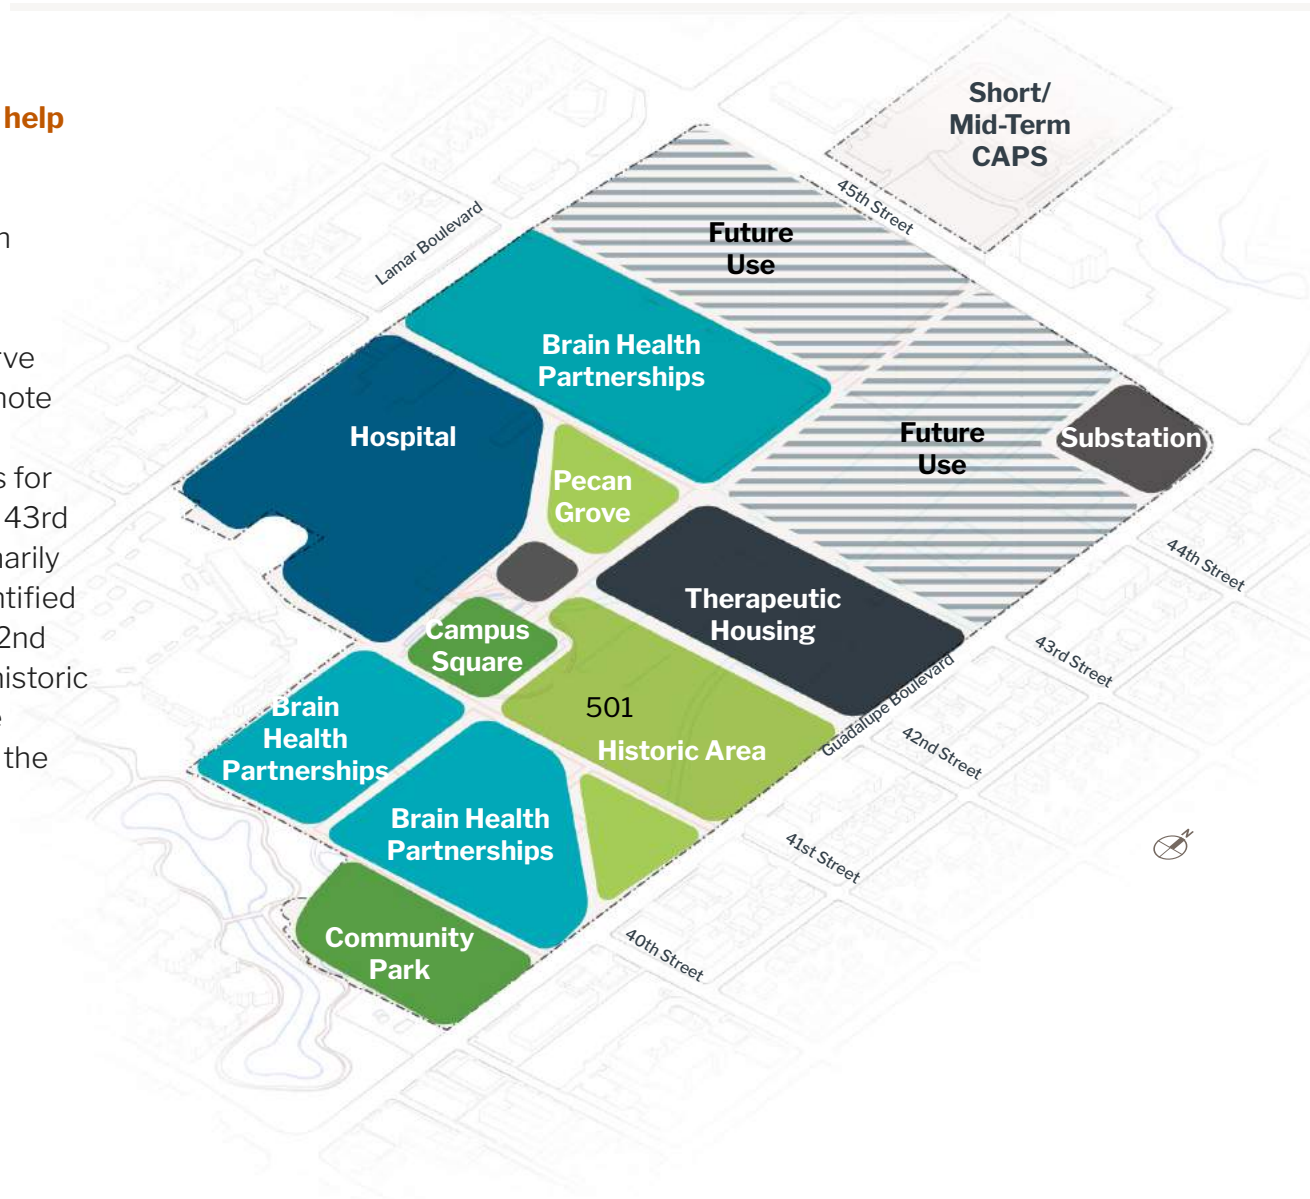 help
n
rve
note
s for
43rd
narily
ntified
2nd
historic
e
the
Short/
Mid-Term
CAPS
45th Street
Lamar Boulevard
Future
Use
Brain Health
Partnerships
Hospital
Future
Use
Substation
Pecan
Grove
44th Street
Therapeutic
Housing
Campus
Square
43rd Street
Guadalupe Boulevard
501
Historic Area
42nd Street
Brain
Health
Partnerships
Brain Health
Partnerships
41st Street
N
Community
Park
40th Street